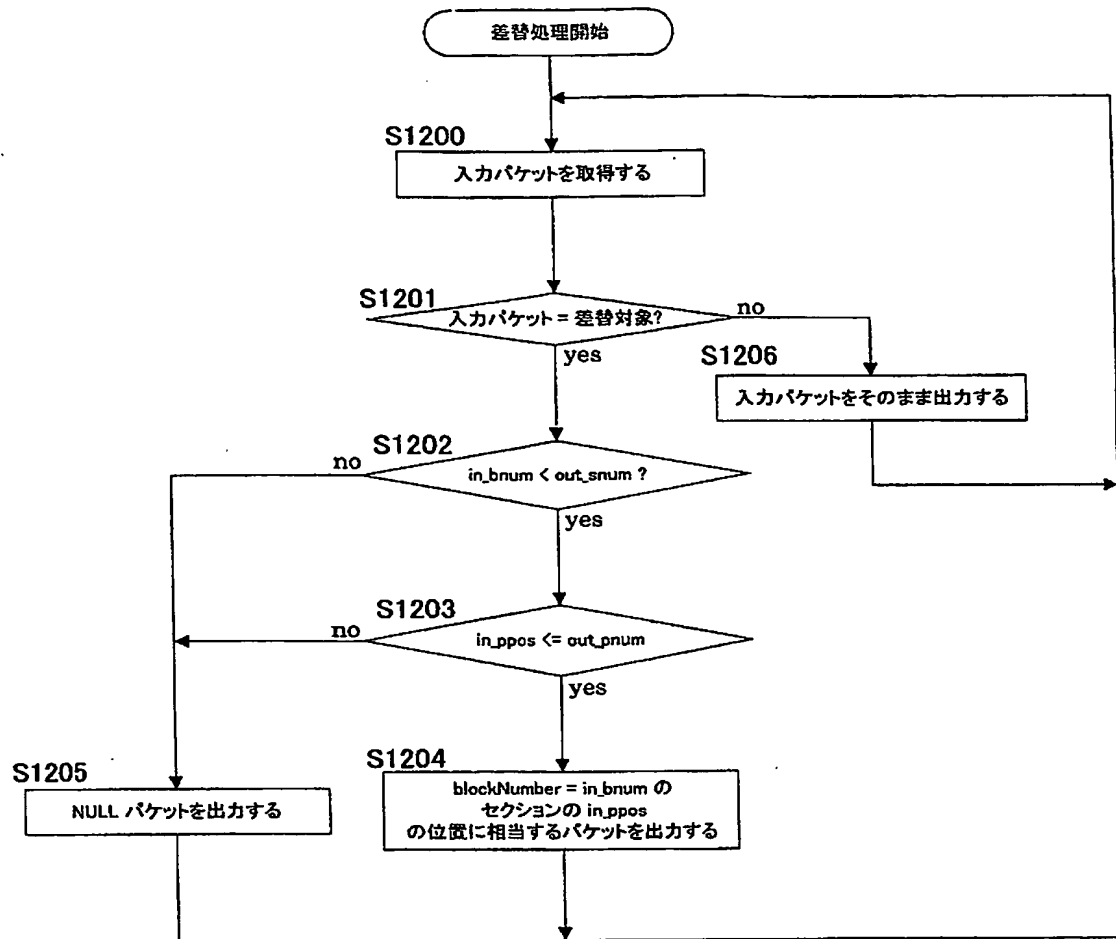 差替処理開始
S1200
入力パケットを取得する
S1201
入力パケット = 差替対象?
no
yes
S1206
入力パケットをそのまま出力する
S1202
no
in_bnum < out_snum ?
yes
S1203
no
in_ppos <= out_pnum
yes
S1205
NULL パケットを出力する
S1204
blockNumber = in_bnum の
セクションの in_ppos
の位置に相当するパケットを出力する